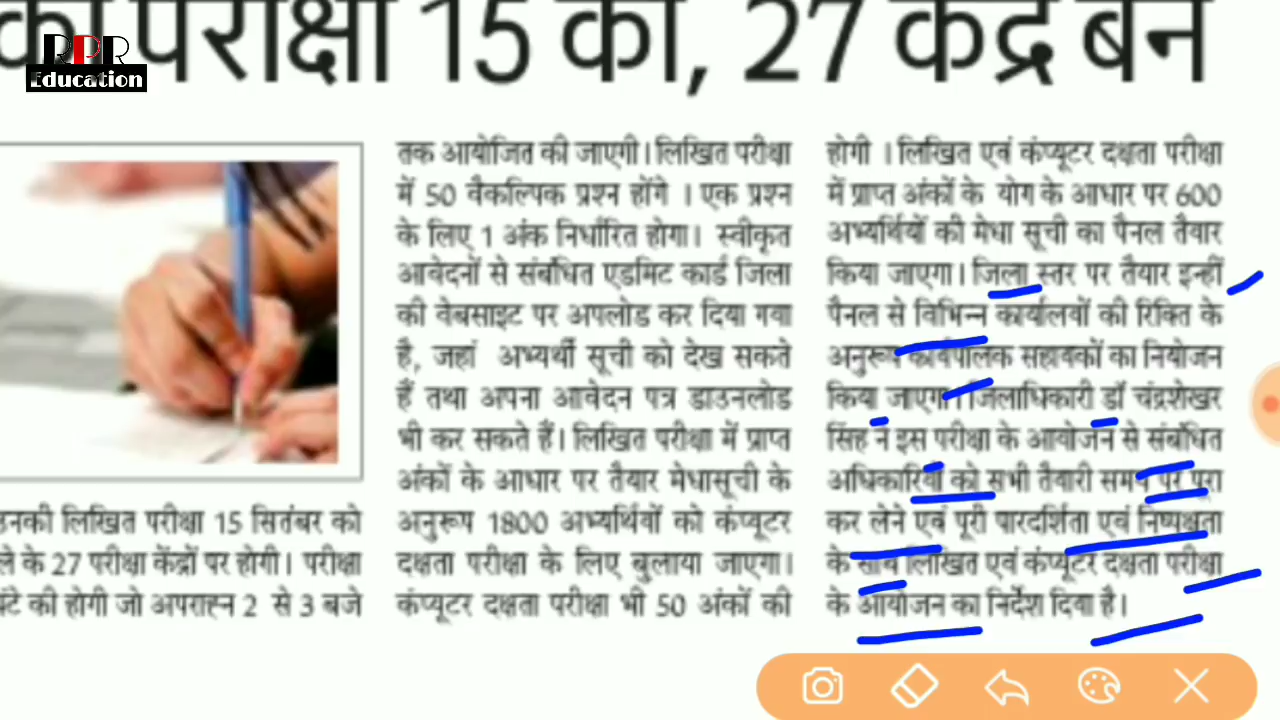 RPR
Education
की परीक्षा 15 को, 27 केंद्र बने
उनकी लिखित परीक्षा 15 सितंबर को
ले के 27 परीक्षा केंद्रों पर होगी। परीक्षा
घंटे की होगी जो अपराह्न 2 से 3 बजे
तक आयोजित की जाएगी। लिखित परीक्षा
में 50 वैकल्पिक प्रश्न होंगे । एक प्रश्न
के लिए 1 अंक निर्धारित होगा। स्वीकृत
आवेदनों से संबंधित एडमिट कार्ड जिला
की वेबसाइट पर अपलोड कर दिया गया
है, जहां अभ्यर्थी सूची को देख सकते
हैं तथा अपना आवेदन पत्र डाउनलोड
भी कर सकते हैं। लिखित परीक्षा में प्राप्त
अंकों के आधार पर तैयार मेधासूची के
अनुरूप 1800 अभ्यर्थियों को कंप्यूटर
दक्षता परीक्षा के लिए बुलाया जाएगा।
कंप्यूटर दक्षता परीक्षा भी 50 अंकों की
होगी । लिखित एवं कंप्यूटर दक्षता परीक्षा
में प्राप्त अंकों के योग के आधार पर 600
अभ्यर्थियों की मेधा सूची का पैनल तैयार
किया जाएगा। जिला स्तर पर तैयार इन्हीं
पैनल से विभिन्न कार्यालयों की रिक्ति के
अनुरूप कार्यपालक सहायकों का नियोजन
किया जाएगा। जिलाधिकारी डॉ चंद्रशेखर
सिंह ने इस परीक्षा के आयोजन से संबंधित
अधिकारियों को सभी तैयारी समय पर पूरा
कर लेने एवं पूरी पारदर्शिता एवं निष्पक्षता
के साथ लिखित एवं कंप्यूटर दक्षता परीक्षा
के आयोजन का निर्देश दिया है।